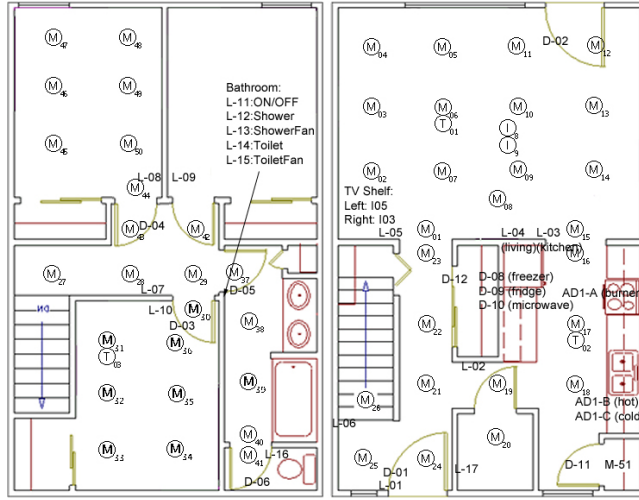 M47
M48
M46
M49
M45
M50
M44
L-08
L-09
M43
D-04
M42
Bathroom:
L-11:ON/OFF
L-12:Shower
L-13:ShowerFan
L-14:Toilet
L-15:ToiletFan
M27
M28
M29
M37
D-05
L-07
L-10
M30
D-03
M38
DN
M31
T03
M36
M32
M35
M39
M33
M34
M40
M41
L-16
D-06
D-02
M04
M05
M11
M12
M03
M06
T01
M10
I8
I9
M13
M02
M07
M14
TV Shelf:
Left: I05
Right: I03
M08
M01
L-05
L-04
L-03
(living)(kitchen)
M15
M23
M16
D-12
D-08 (freezer)
D-09 (fridge)
D-10 (microwave)
AD1-A (burner
M22
M17
T02
L-02
M21
M19
M18
M26
AD1-B (hot)
AD1-C (cold
L-06
M20
M25
D-01
M24
L-01
L-17
D-11
M-51